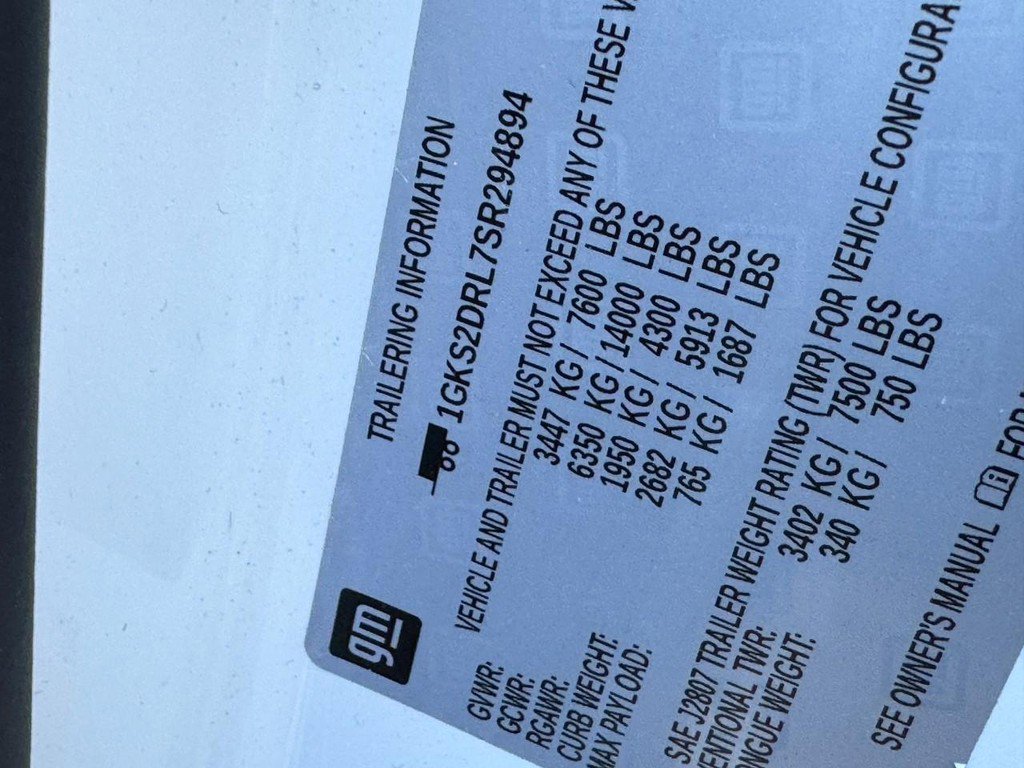 gm
TRAILERING INFORMATION
1GKS2DRL7SR294894
VEHICLE AND TRAILER MUST NOT EXCEED ANY OF THESE
GVWR: 3447 KG / 7600 LBS
GCWR: 6350 KG / 14000 LBS
RGAWR: 1950 KG / 4300 LBS
CURB WEIGHT: 2682 KG / 5913 LBS
MAX PAYLOAD: 765 KG / 1687 LBS
SAE J2807 TRAILER WEIGHT RATING (TWR) FOR VEHICLE CONFIGURA
VENTIONAL TWR: 3402 KG / 7500 LBS
ONGUE WEIGHT: 340 KG / 750 LBS
SEE OWNER'S MANUAL FOR